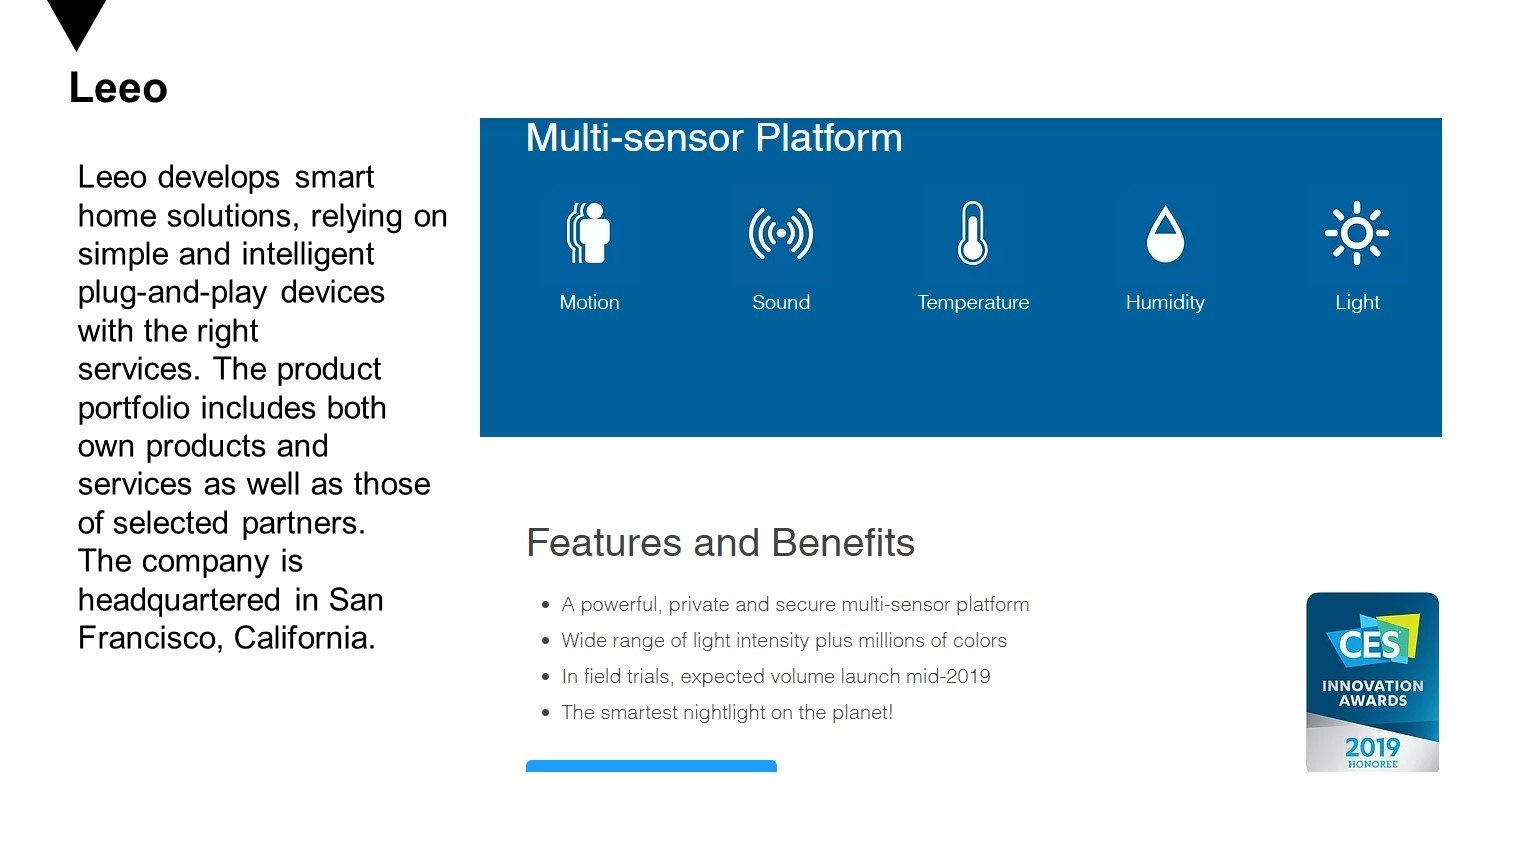 Leeo
Leeo develops smart
home solutions, relying on
simple and intelligent
plug-and-play devices
with the right
services. The product
portfolio includes both
own products and
services as well as those
of selected partners.
The company is
headquartered in San
Francisco, California.
Multi-sensor Platform
Motion
Sound
Temperature
Humidity
Light
Features and Benefits
• A powerful, private and secure multi-sensor platform
• Wide range of light intensity plus millions of colors
• In field trials, expected volume launch mid-2019
• The smartest nightlight on the planet!
CES
INNOVATION
AWARDS
2019
HONOREE